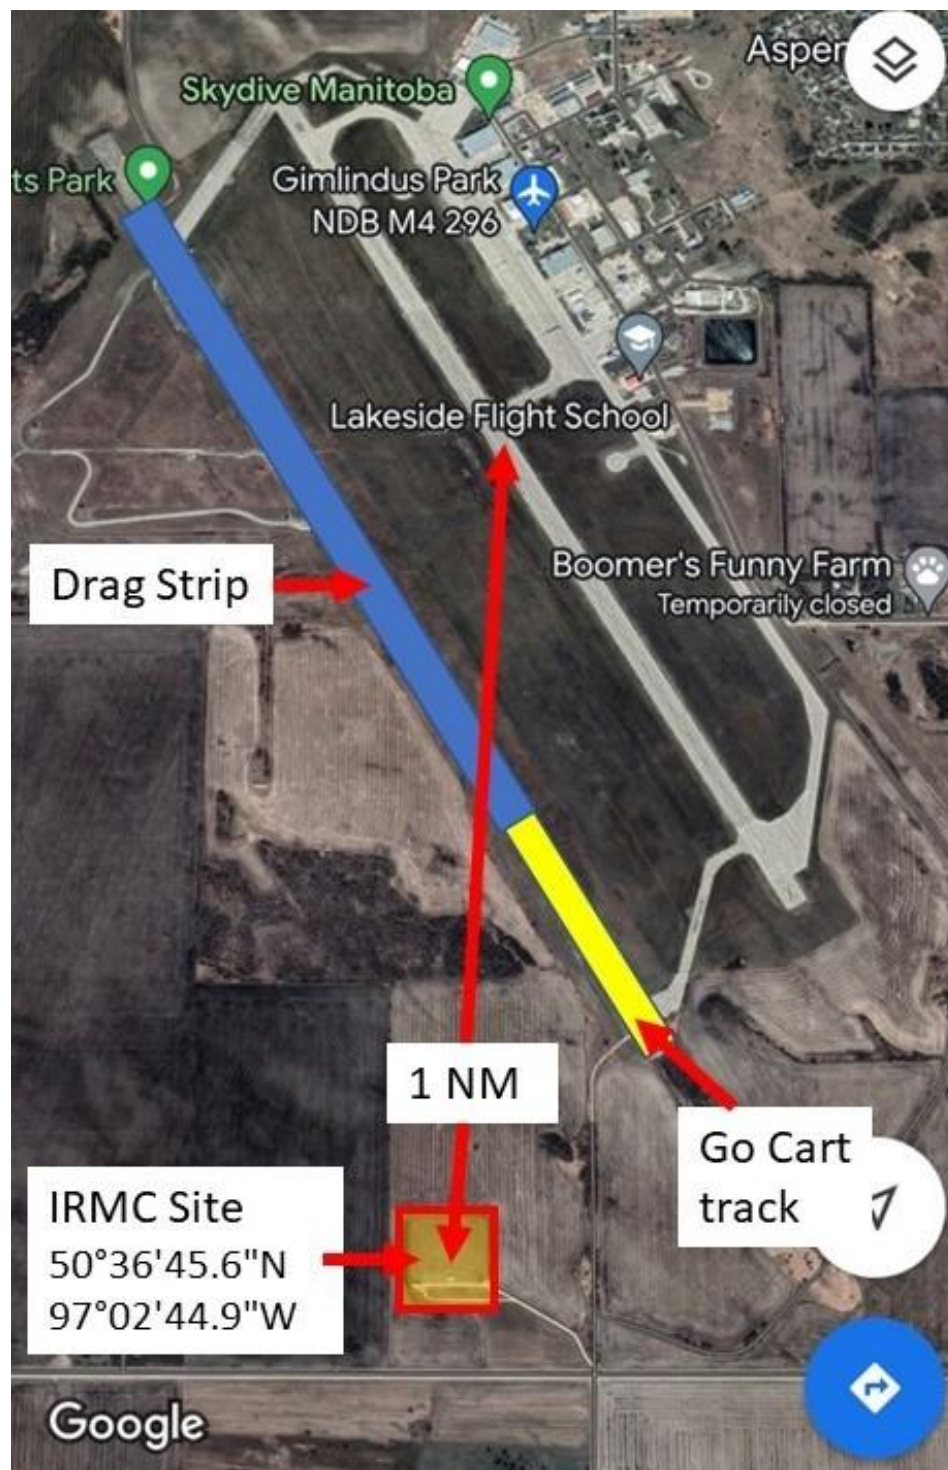 Asper
Skydive Manitoba
ts Park
Gimlindus Park
NDB M4 296
Lakeside Flight School
Drag Strip
Boomer's Funny Farm
Temporarily closed
1 NM
Go Cart
track
IRMC Site
50°36'45.6"N
97°02'44.9"W
Google